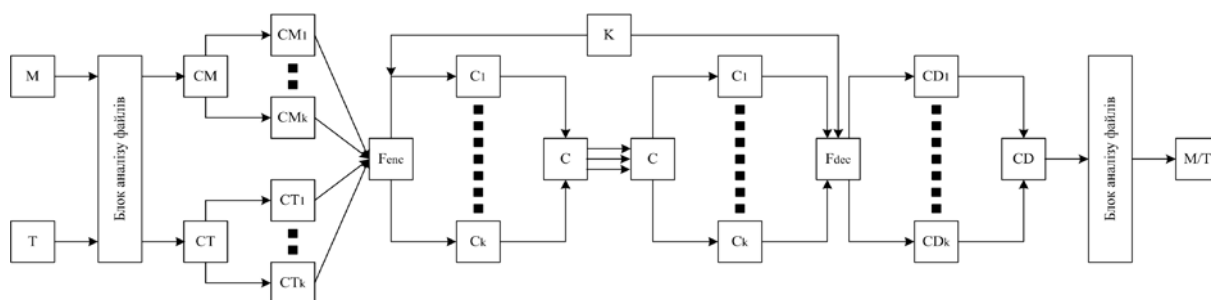 M
T
Блок аналізу файлів
CM
CT
CM1
CMk
CT1
CTk
Fenc
K
C1
Ck
C
C
C1
Ck
Fdec
CD1
CDk
CD
Блок аналізу файлів
M/T